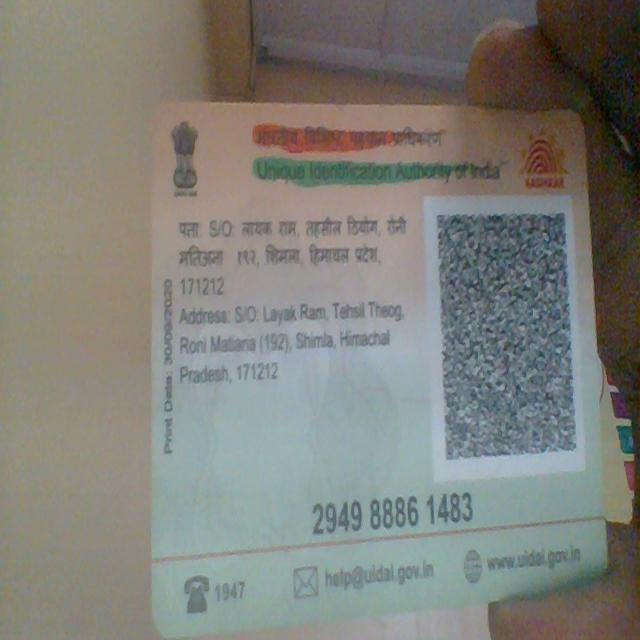 भारतीय विशिष्ट पहचान प्राधिकरण
Unique Identification Authority of India
AADHAAR
पता: S/O: लायक राम, तहसील ठियोग, रोनी
मतिअना १९२, शिमला, हिमाचल प्रदेश,
171212
Address: S/O: Layak Ram, Tehsil Theog,
Roni Matiana (192), Shimla, Himachal
Pradesh, 171212
Print Date: 30/09/2020
2949 8886 1483
1947
help@uidai.gov.in
www.uidai.gov.in